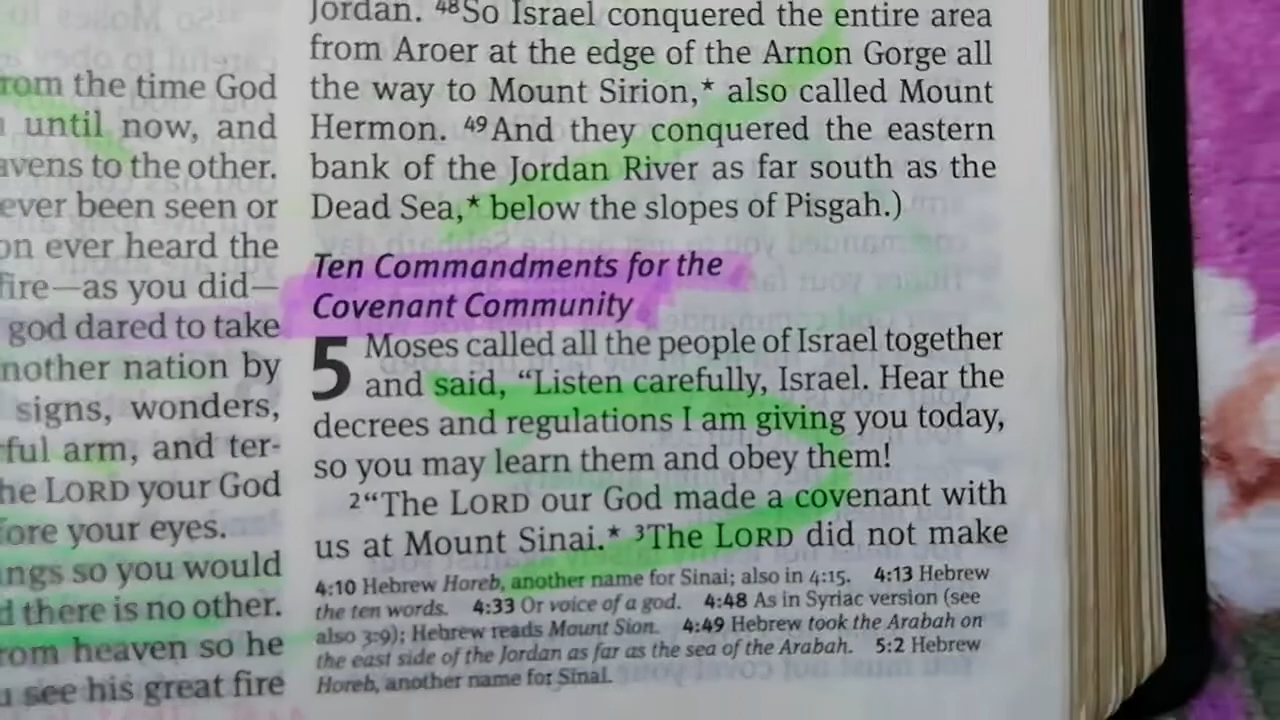 rom the time God
until now, and
avens to the other.
ever been seen or
on ever heard the
fire—as you did—
god dared to take
nother nation by
signs, wonders,
ful arm, and ter-
he LORD your God
fore your eyes.
ngs so you would
d there is no other.
rom heaven so he
u see his great fire
Jordan. 48So Israel conquered the entire area
from Aroer at the edge of the Arnon Gorge all
the way to Mount Sirion,* also called Mount
Hermon. 49And they conquered the eastern
bank of the Jordan River as far south as the
Dead Sea,* below the slopes of Pisgah.)
Ten Commandments for the
Covenant Community
5 Moses called all the people of Israel together
and said, “Listen carefully, Israel. Hear the
decrees and regulations I am giving you today,
so you may learn them and obey them!
2“The LORD our God made a covenant with
us at Mount Sinai.* 3The LORD did not make
4:10 Hebrew Horeb, another name for Sinai; also in 4:15. 4:13 Hebrew
the ten words. 4:33 Or voice of a god. 4:48 As in Syriac version (see
also 3:9); Hebrew reads Mount Sion. 4:49 Hebrew took the Arabah on
the east side of the Jordan as far as the sea of the Arabah. 5:2 Hebrew
Horeb, another name for Sinai.